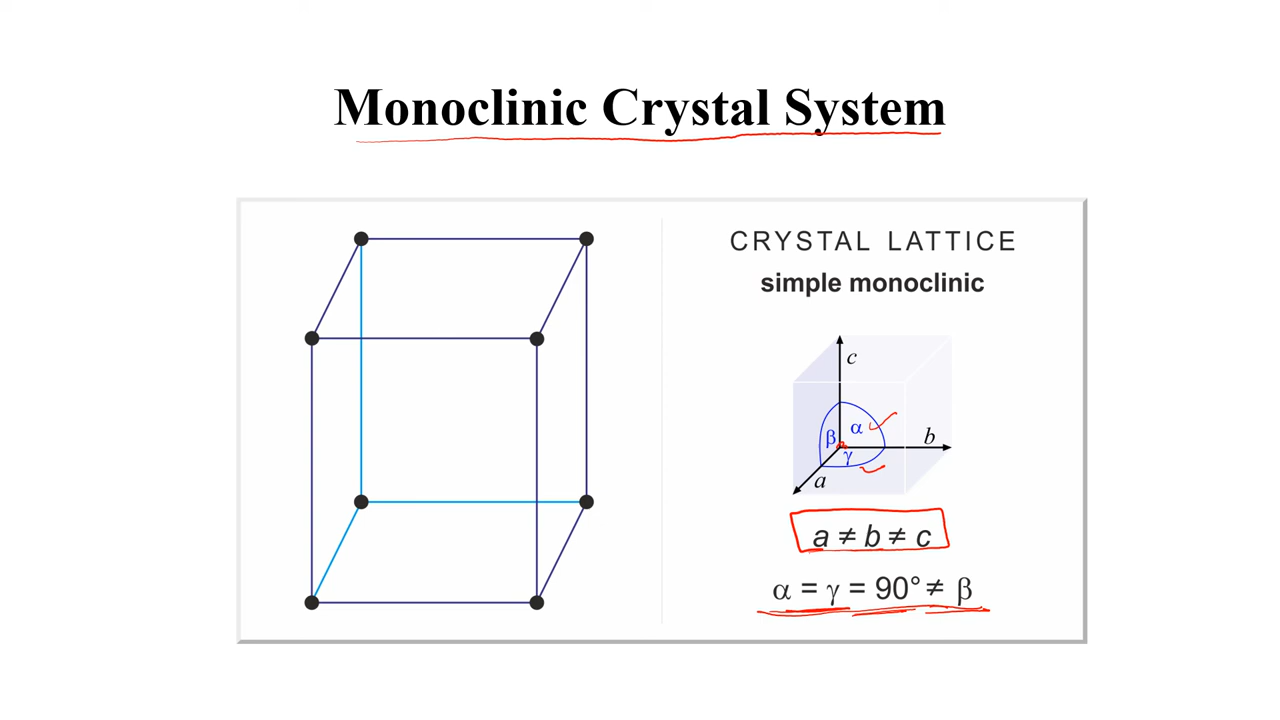 Monoclinic Crystal System
CRYSTAL LATTICE
simple monoclinic
c
β
α
γ
b
a
a ≠ b ≠ c
α = γ = 90° ≠ β